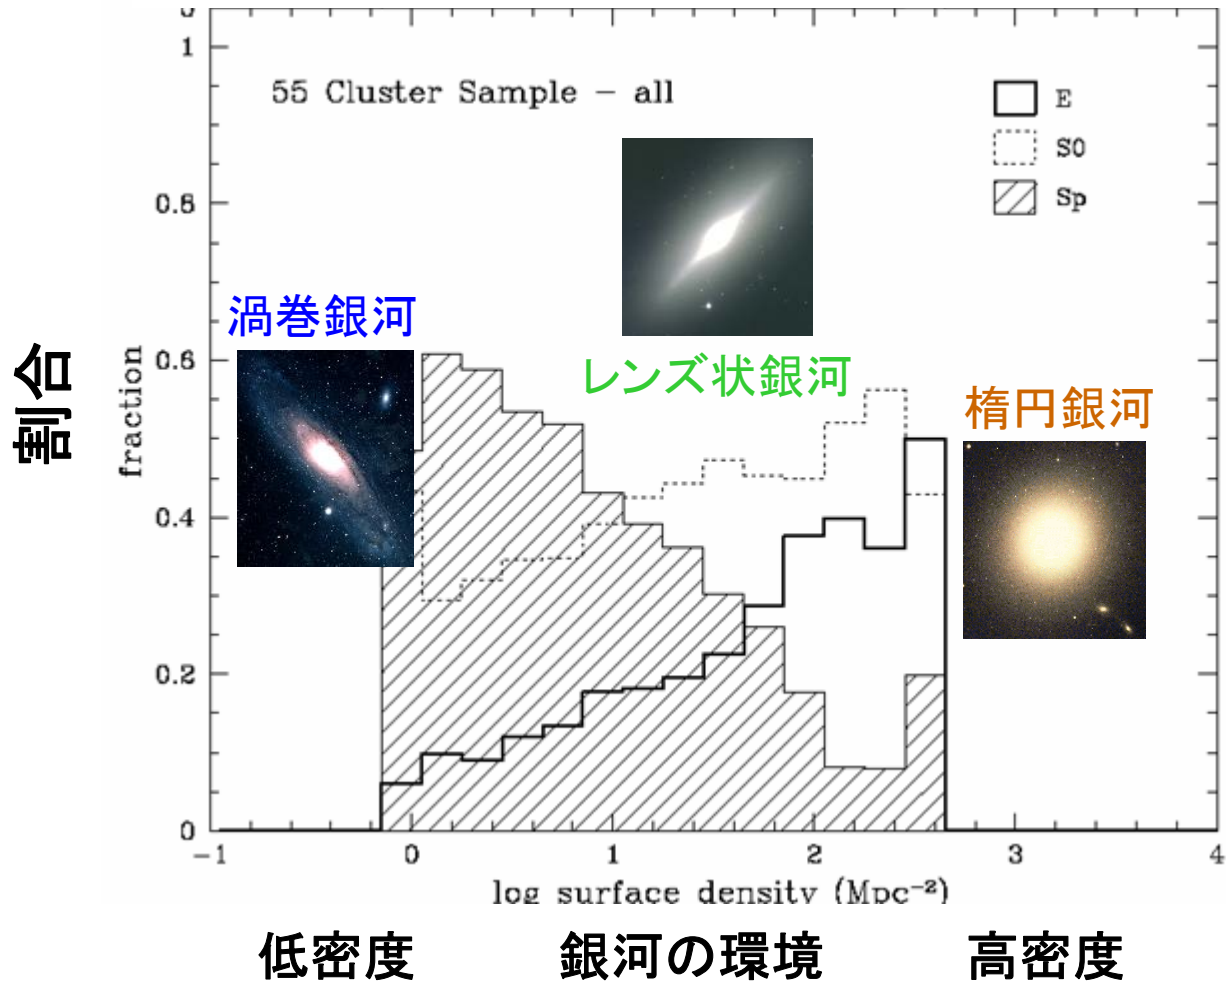 1
55 Cluster Sample – all
E
S0
Sp
0.8
渦巻銀河
レンズ状銀河
楕円銀河
0.6
割合
fraction
0.4
0.2
0
−1 0 1 2 3 4
log surface density (Mpc⁻²)
低密度 銀河の環境 高密度